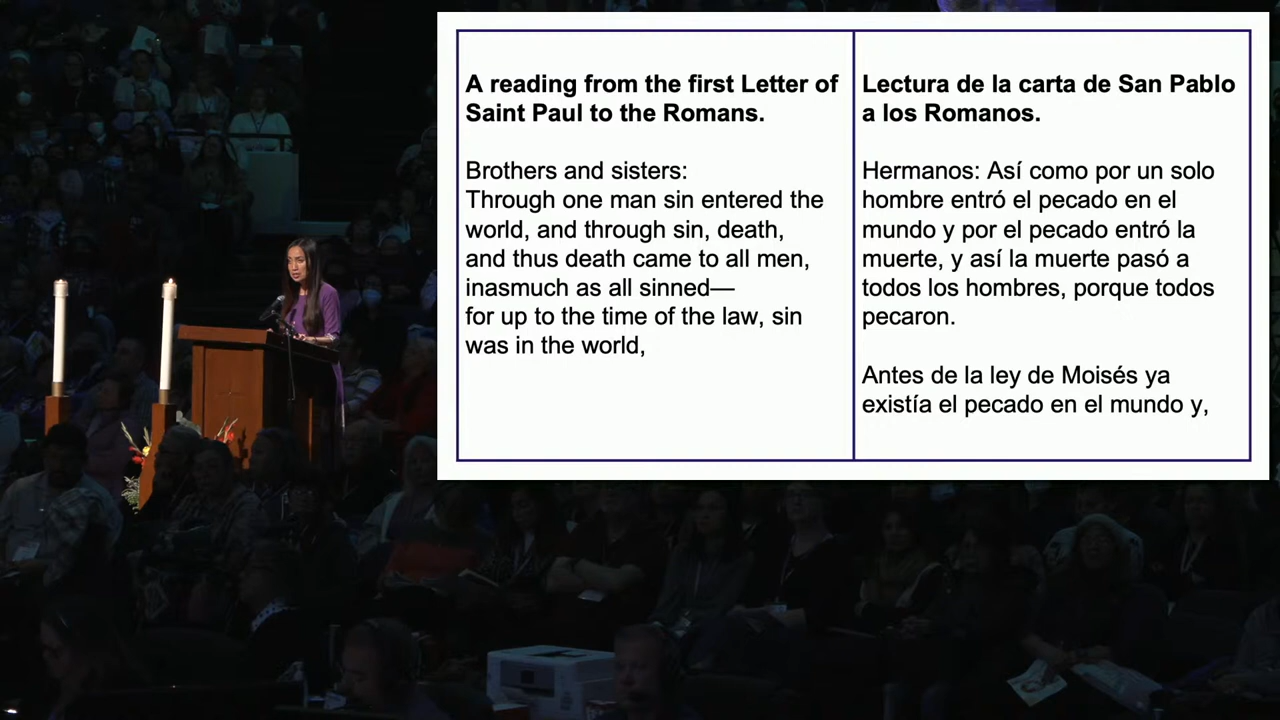 A reading from the first Letter of
Saint Paul to the Romans.
Brothers and sisters:
Through one man sin entered the
world, and through sin, death,
and thus death came to all men,
inasmuch as all sinned—
for up to the time of the law, sin
was in the world,
Lectura de la carta de San Pablo
a los Romanos.
Hermanos: Así como por un solo
hombre entró el pecado en el
mundo y por el pecado entró la
muerte, y así la muerte pasó a
todos los hombres, porque todos
pecaron.
Antes de la ley de Moisés ya
existía el pecado en el mundo y,